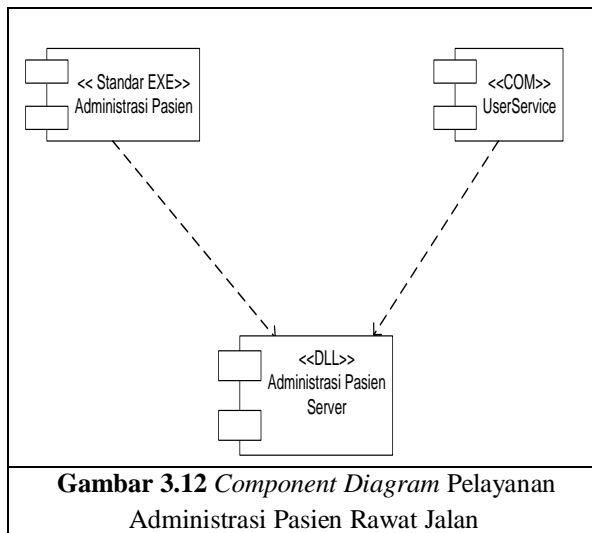 << Standar EXE>>
Administrasi Pasien
<<COM>>
UserService
<<DLL>>
Administrasi Pasien
Server
Gambar 3.12 Component Diagram Pelayanan
Administrasi Pasien Rawat Jalan